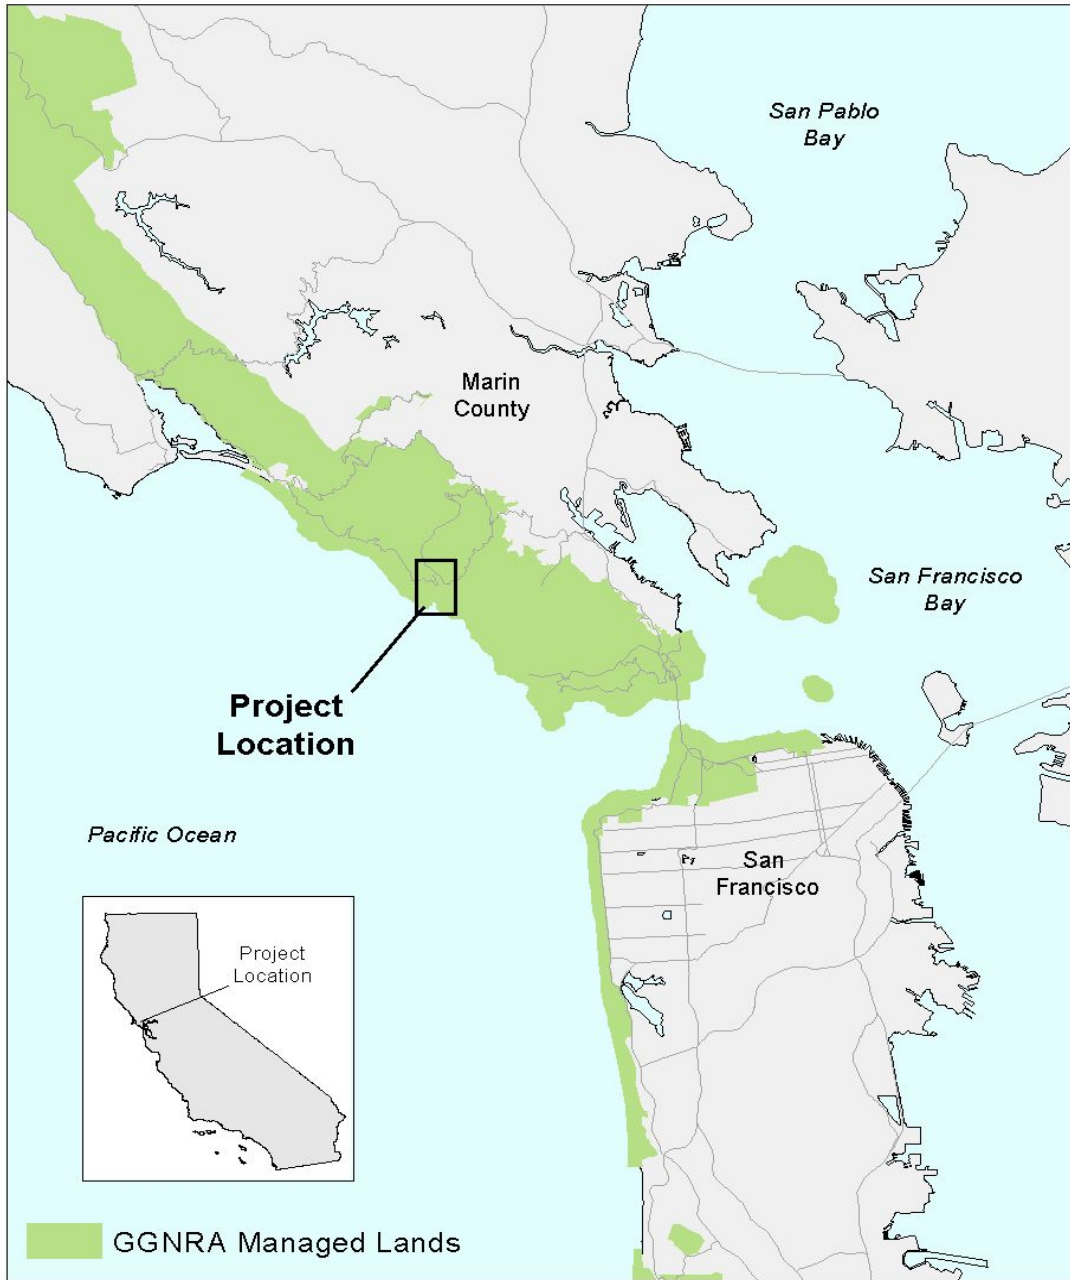 San Pablo
Bay
Marin
County
San Francisco
Bay
Project
Location
Pacific Ocean
San
Francisco
Project
Location
GGNRA Managed Lands